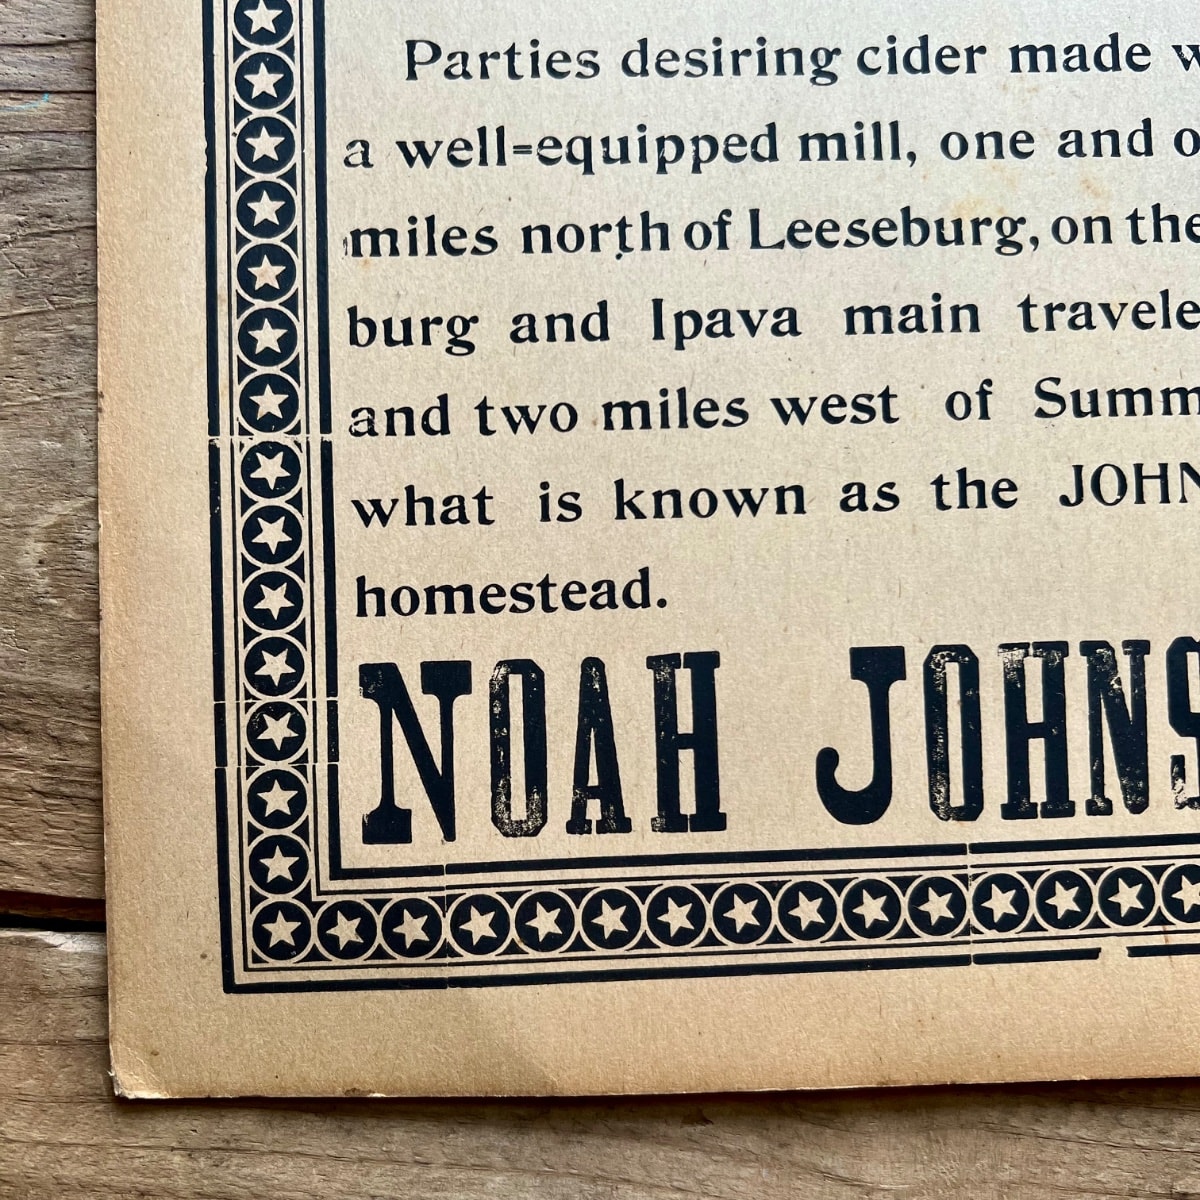 Parties desiring cider made w
a well=equipped mill, one and o
miles north of Leeseburg, on the
burg and Ipava main travele
and two miles west of Summ
what is known as the JOHN
homestead.
NOAH JOHNS